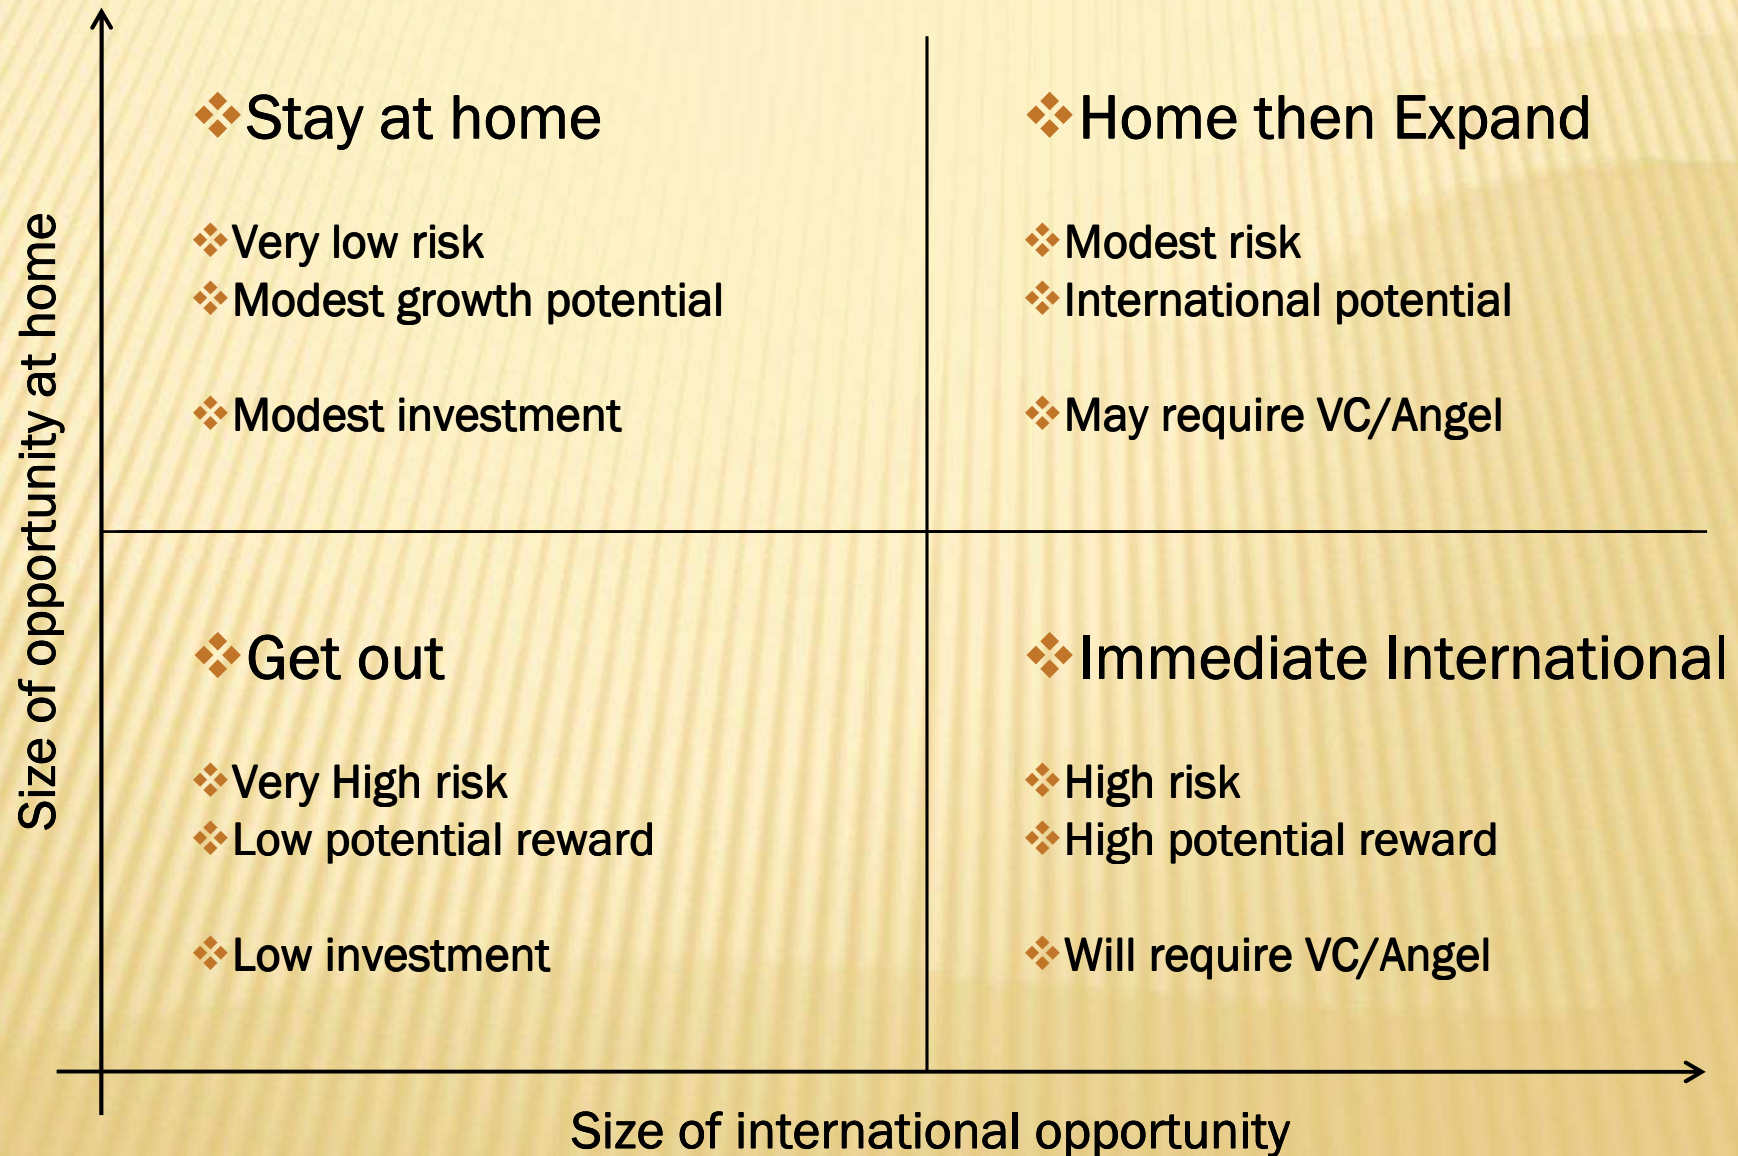 Size of opportunity at home
❖Stay at home
❖Very low risk
❖Modest growth potential
❖Modest investment
❖Home then Expand
❖Modest risk
❖International potential
❖May require VC/Angel
❖Get out
❖Very High risk
❖Low potential reward
❖Low investment
❖Immediate International
❖High risk
❖High potential reward
❖Will require VC/Angel
Size of international opportunity